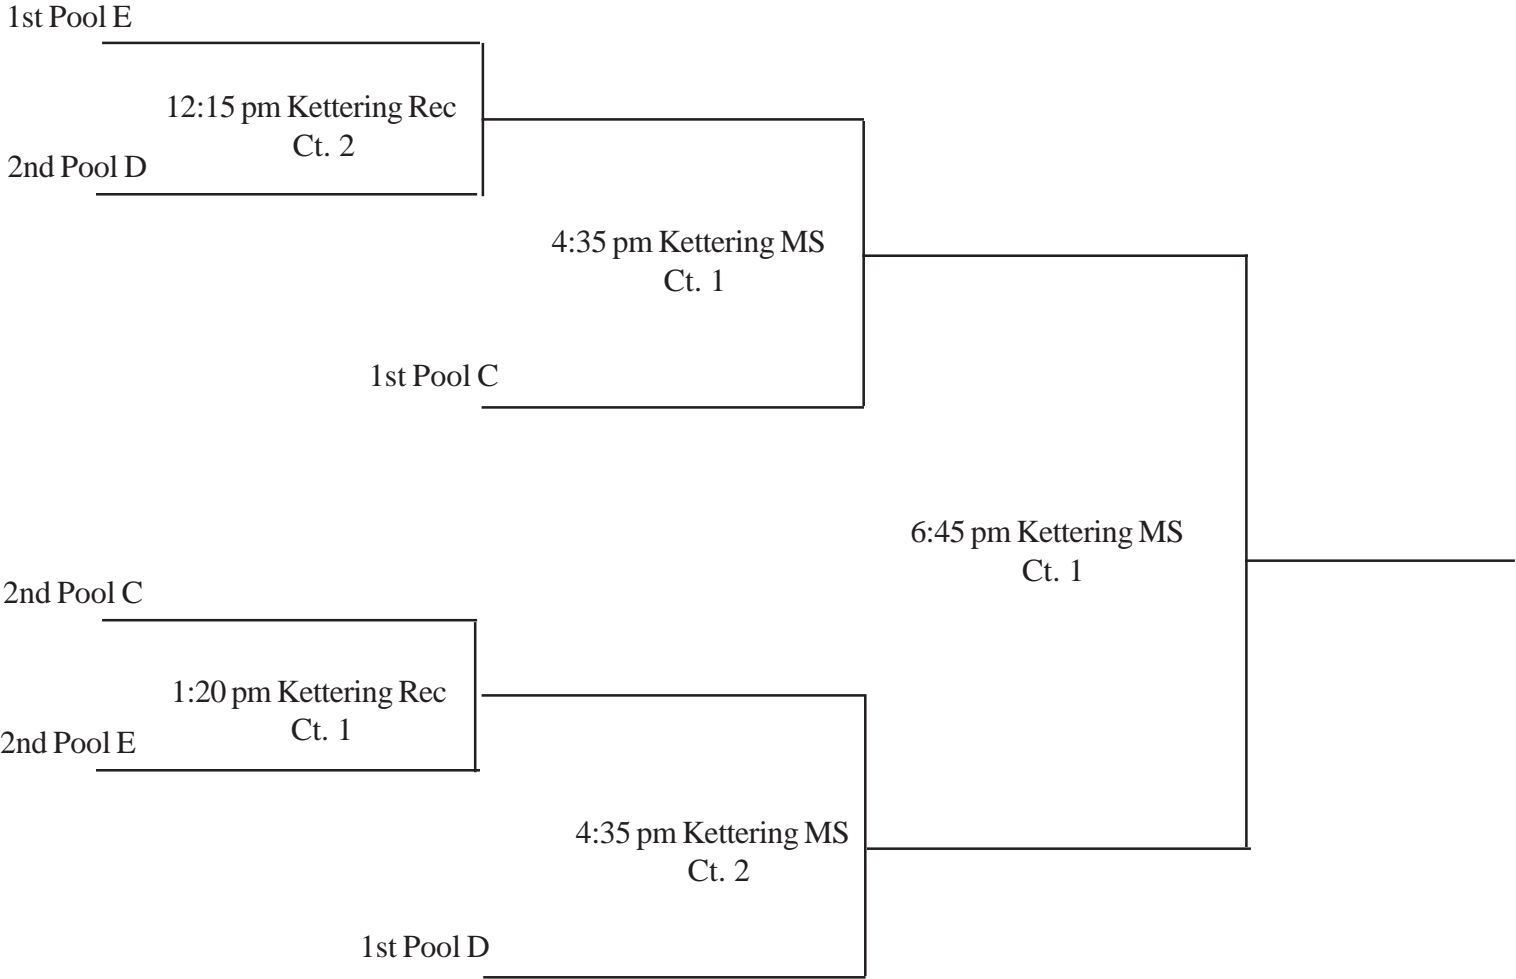 1st Pool E
12:15 pm Kettering Rec
Ct. 2
2nd Pool D
4:35 pm Kettering MS
Ct. 1
1st Pool C
6:45 pm Kettering MS
Ct. 1
2nd Pool C
1:20 pm Kettering Rec
Ct. 1
2nd Pool E
4:35 pm Kettering MS
Ct. 2
1st Pool D